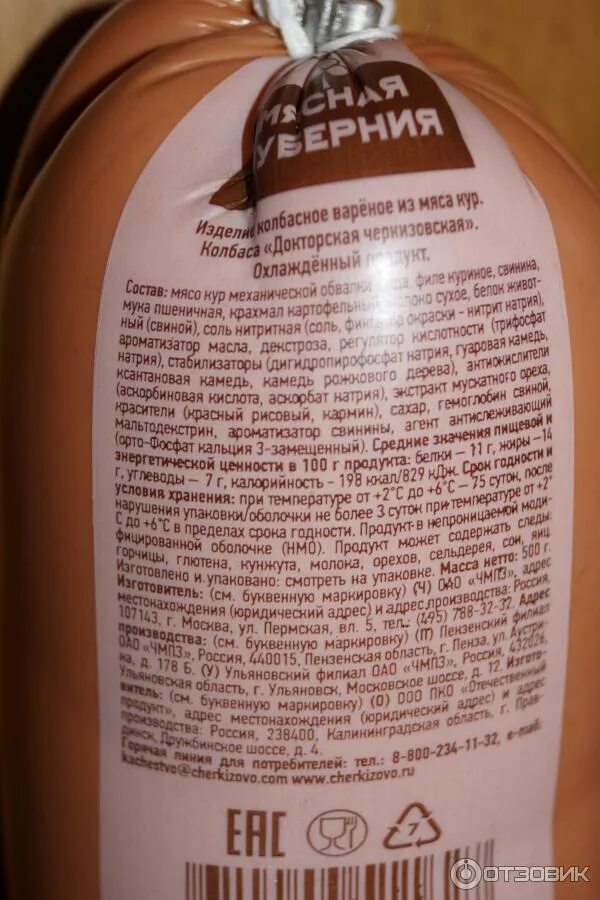 МЯСНАЯ
УБЕРНИЯ
Изделие колбасное варёное из мяса кур.
Колбаса «Докторская черкизовская».
Охлаждённый продукт.
Состав: мясо кур механической обвалки, филе куриное, свинина,
мука пшеничная, крахмал картофельный, молоко сухое, белок живот-
ный (свиной), соль нитритная (соль, фиксатор окраски - нитрит натрия),
ароматизатор масла, декстроза, регулятор кислотности (трифосфат
натрия), стабилизаторы (дигидропирофосфат натрия, гуаровая камедь,
ксантановая камедь, камедь рожкового дерева), антиокислители
(аскорбиновая кислота, аскорбат натрия), экстракт мускатного ореха,
красители (красный рисовый, кармин), сахар, гемоглобин свиной,
мальтодекстрин, ароматизатор свинины, агент антислеживающий
(орто-Фосфат кальция 3-замещенный). Средние значения пищевой и
энергетической ценности в 100 г продукта: белки – 11 г, жиры –14
г, углеводы – 7 г, калорийность - 198 ккал/829 кДж. Срок годности и
условия хранения: при температуре от +2°С до +6°С – 75 суток, после
нарушения упаковки/оболочки не более 3 суток при температуре от +2°
С до +6°С в пределах срока годности. Продукт в непроницаемой моди-
фицированной оболочке (НМО). Продукт может содержать следы:
горчицы, глютена, кунжута, молока, орехов, сельдерея, сои, яиц.
Изготовлено и упаковано: смотреть на упаковке. Масса нетто: 500 г.
Изготовитель: (см. буквенную маркировку) (Ч) ОАО «ЧМПЗ», адрес
местонахождения (юридический адрес) и адрес производства: Россия,
107143, г. Москва, ул. Пермская, вл. 5, тел.: (495) 788-32-32. Адрес
производства: (см. буквенную маркировку) (П) Пензенский филиал
ОАО «ЧМПЗ», Россия, 440015, Пензенская область, г. Пенза, ул. Аустри-
на, д. 178 Б. (У) Ульяновский филиал ОАО «ЧМПЗ», Россия, 432026,
Ульяновская область, г. Ульяновск, Московское шоссе, д. 12. Изгото-
витель: (см. буквенную маркировку) (О) ООО ПКО «Отечественный
продукт», адрес местонахождения (юридический адрес) и адрес
производства: Россия, 238400, Калининградская область, г. Прав-
динск, Дружбинское шоссе, д. 4.
Горячая линия для потребителей: тел.: 8-800-234-11-32, e-mail:
kachestvo@cherkizovo.com www.cherkizovo.ru
ЕАС
7
ОТЗОВИК